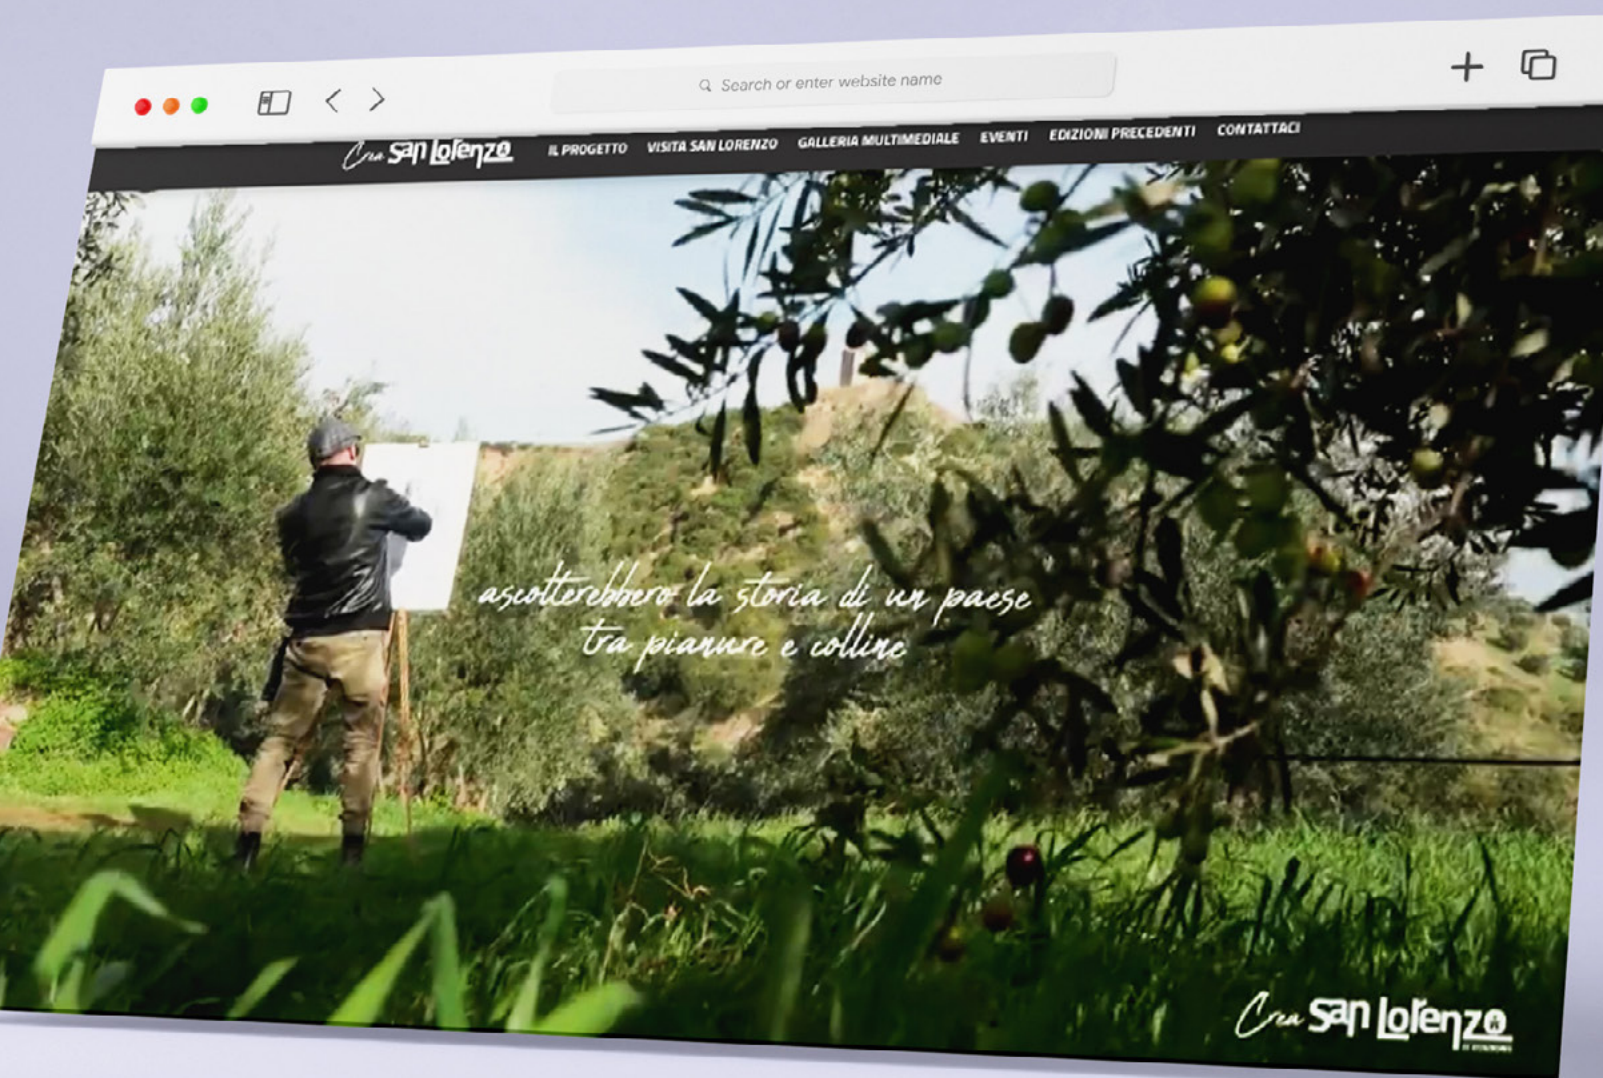 Search or enter website name
Crea San Lorenzo
IL PROGETTO
VISITA SAN LORENZO
GALLERIA MULTIMEDIALE
EVENTI
EDIZIONI PRECEDENTI
CONTATTACI
ascolterebbero la storia di un paese
tra pianure e colline
Crea San Lorenzo